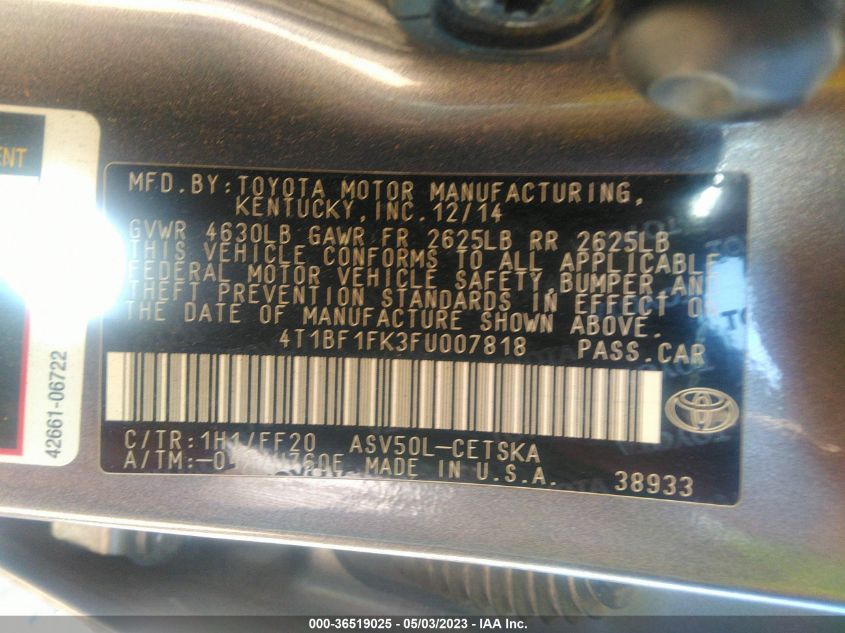 ENT
MFD.BY:TOYOTA MOTOR MANUFACTURING,
KENTUCKY,INC.12/14
GVWR 4630LB GAWR FR 2625LB RR 2625LB
THIS VEHICLE CONFORMS TO ALL APPLICABLE
FEDERAL MOTOR VEHICLE SAFETY,BUMPER AND
THEFT PREVENTION STANDARDS IN EFFECT ON
THE DATE OF MANUFACTURE SHOWN ABOVE.
4T1BF1FK3FU007818 PASS.CAR
C/TR:1H1/FF20 ASV50L-CETSKA
A/TM:-01 U760E MADE IN U.S.A.
38933
42661-06722
000-36519025 - 05/03/2023 - IAA Inc.